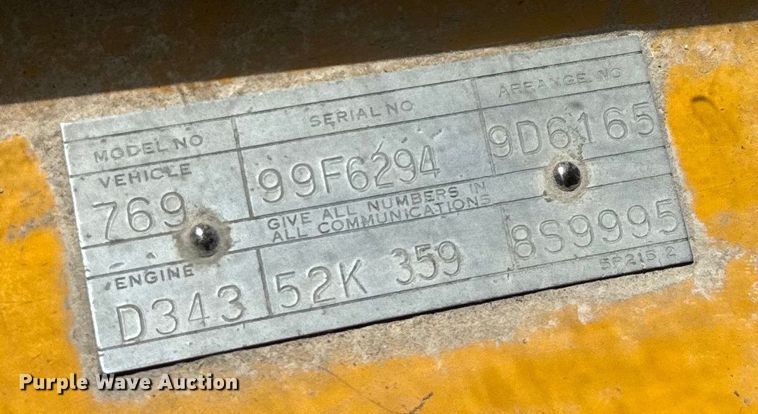 MODEL NO SERIAL NO ARRANGE NO
VEHICLE
769 99F6294 9D6165
GIVE ALL NUMBERS IN
ALL COMMUNICATIONS
ENGINE
D343 52K 359 8S9995
5P215 2
Purple Wave Auction